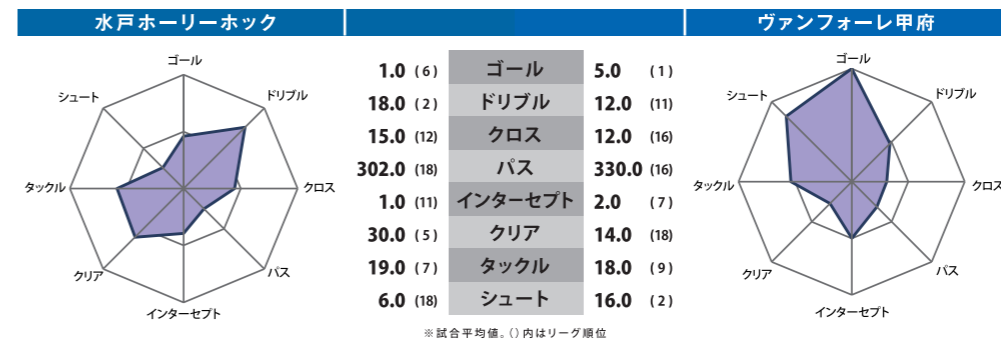 水戸ホーリーホック
ヴァンフォーレ甲府
ゴール
ドリブル
クロス
パス
インターセプト
クリア
タックル
シュート
1.0 (6) ゴール 5.0 (1)
18.0 (2) ドリブル 12.0 (11)
15.0 (12) クロス 12.0 (16)
302.0 (18) パス 330.0 (16)
1.0 (11) インターセプト 2.0 (7)
30.0 (5) クリア 14.0 (18)
19.0 (7) タックル 18.0 (9)
6.0 (18) シュート 16.0 (2)
※試合平均値。()内はリーグ順位
ゴール
ドリブル
クロス
パス
インターセプト
クリア
タックル
シュート